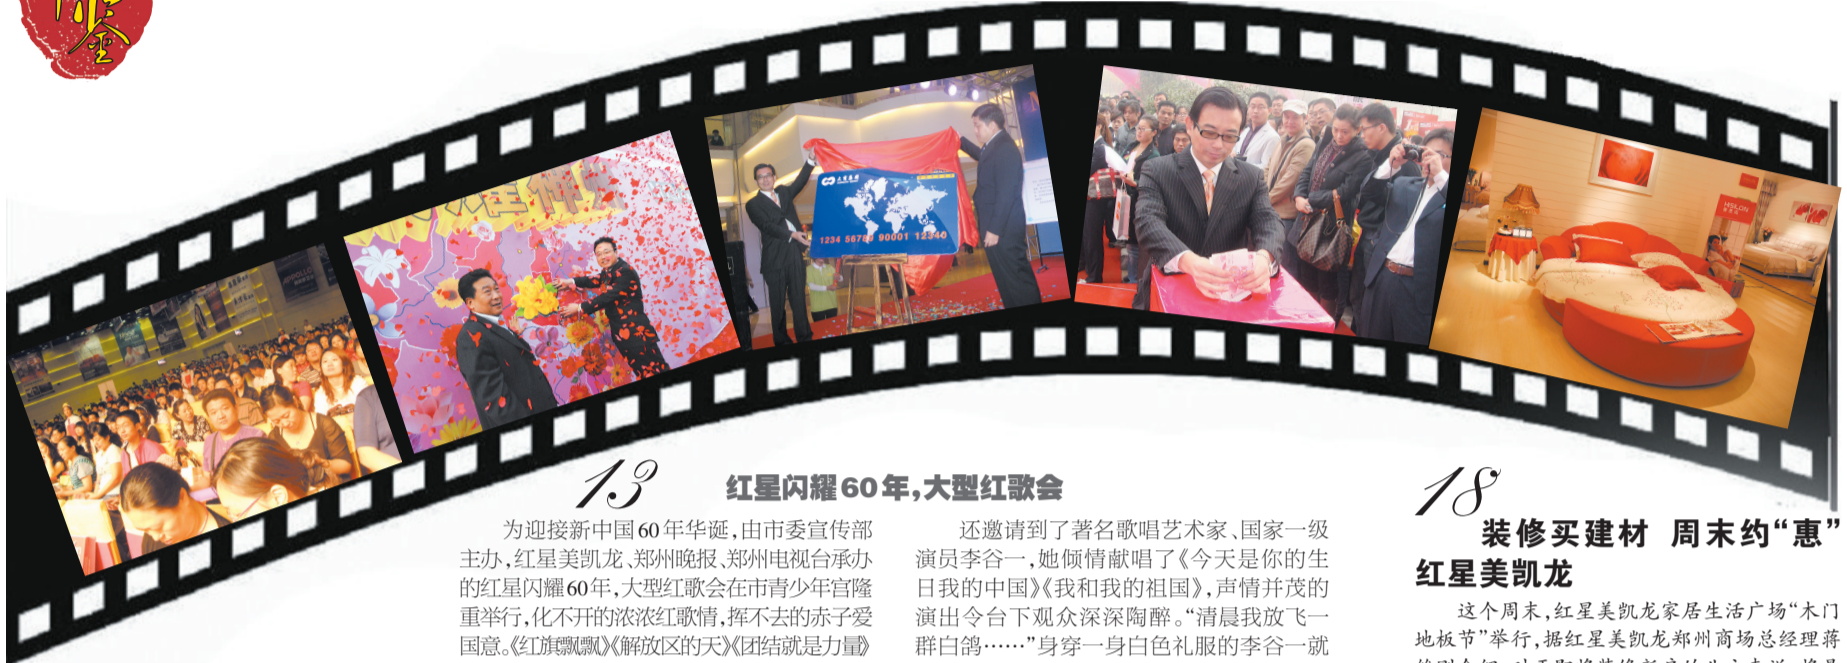 鉴
1234 5678 90001 12340
13
红星闪耀60年,大型红歌会
为迎接新中国60年华诞,由市委宣传部
主办,红星美凯龙、郑州晚报、郑州电视台承办
的红星闪耀60年,大型红歌会在市青少年宫隆
重举行,化不开的浓浓红歌情,挥不去的赤子爱
国意。《红旗飘飘》《解放区的天》《团结就是力量》
还邀请到了著名歌唱艺术家、国家一级
演员李谷一,她倾情献唱了《今天是你的生
日我的中国》《我和我的祖国》,声情并茂的
演出令台下观众深深陶醉。“清晨我放飞一
群白鸽……”身穿一身白色礼服的李谷一就
18
装修买建材 周末约“惠”
红星美凯龙
这个周末,红星美凯龙家居生活广场“木门
地板节”举行,据红星美凯龙郑州商场总经理蒋